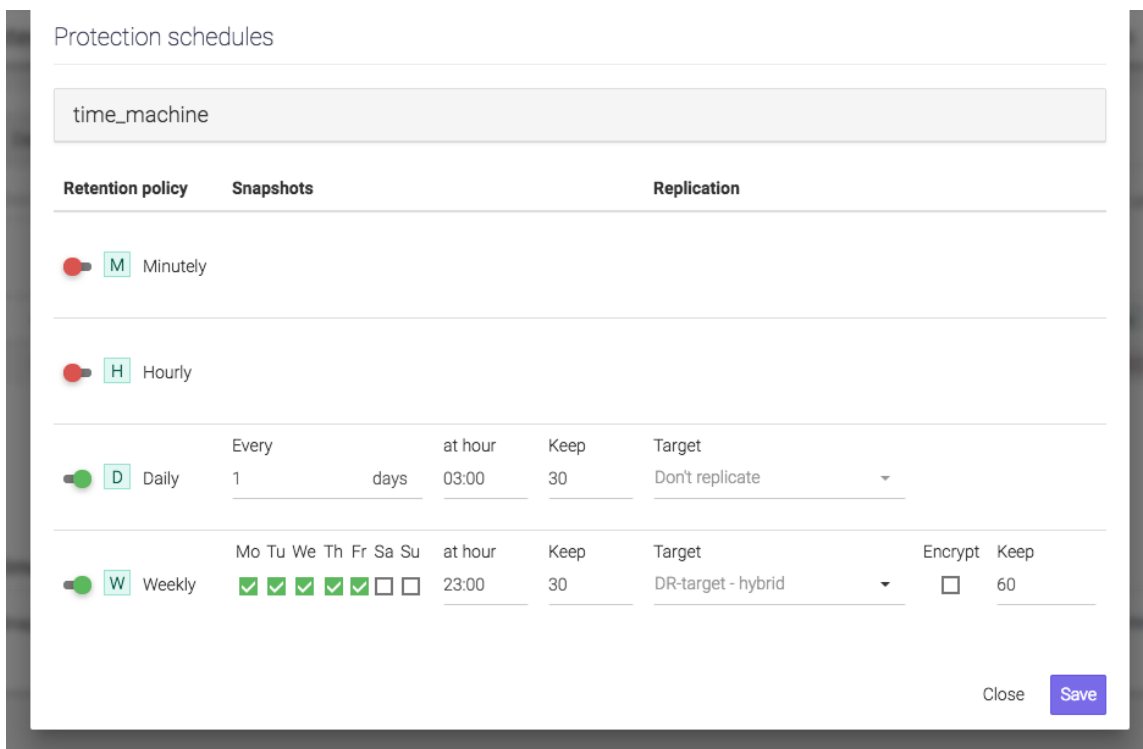 Protection schedules
time_machine
Retention policy Snapshots Replication
M Minutely
H Hourly
Every at hour Keep Target
D Daily 1 days 03:00 30 Don't replicate
Mo Tu We Th Fr Sa Su at hour Keep Target Encrypt Keep
W Weekly 23:00 30 DR-target - hybrid 60
Close Save